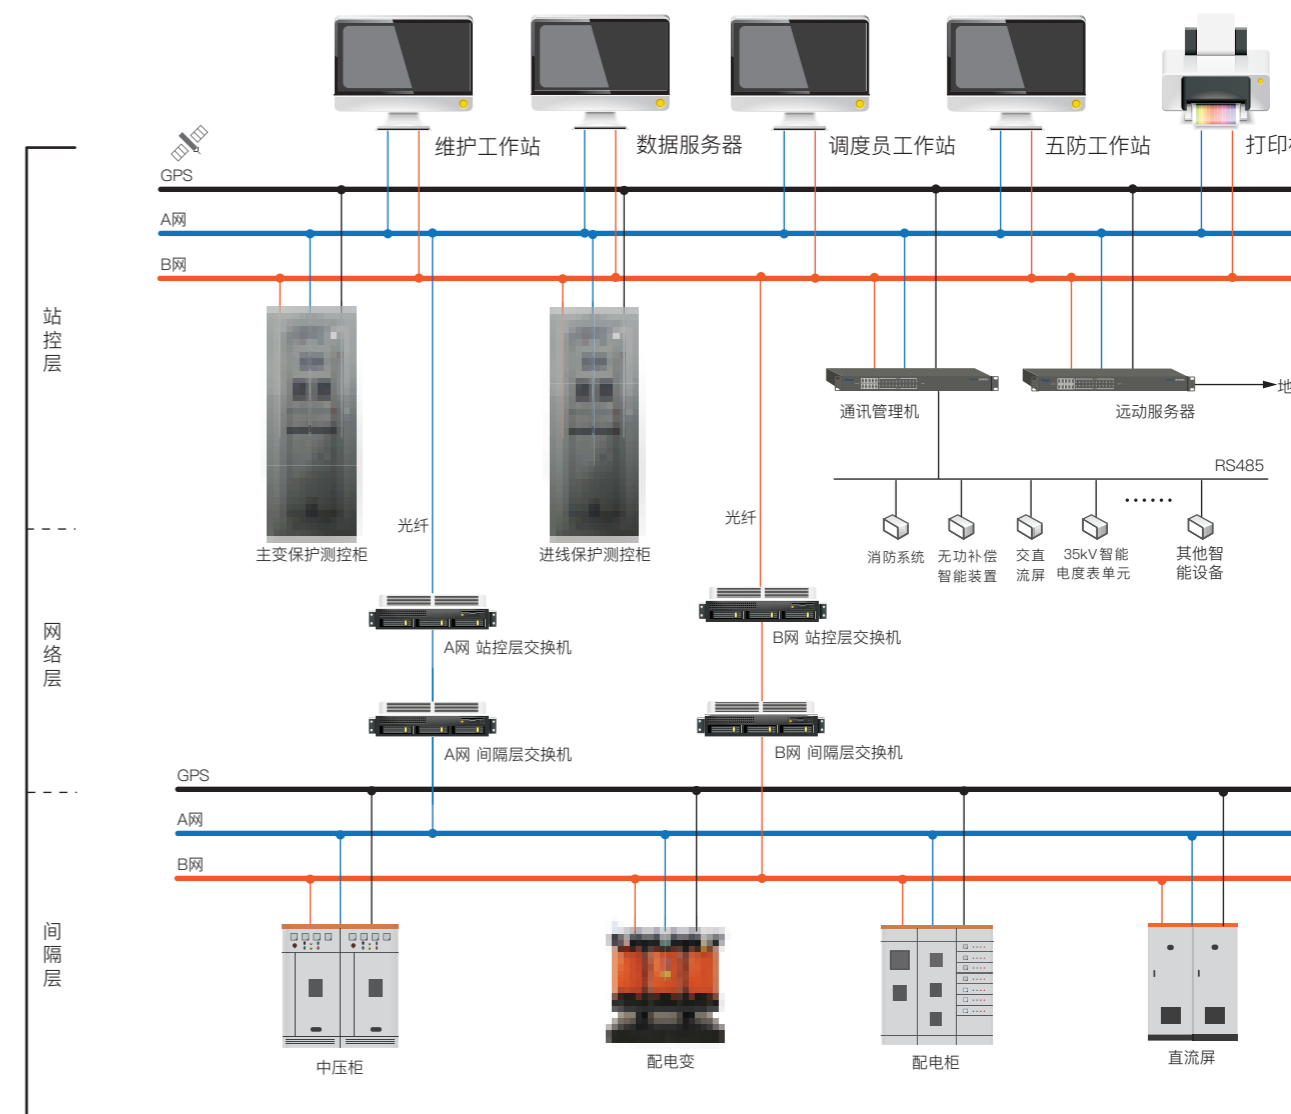 维护工作站
数据服务器
调度员工作站
五防工作站
打印
GPS
A网
B网
站控层
通讯管理机
远动服务器
地
RS485
光纤
光纤
主变保护测控柜
进线保护测控柜
消防系统
无功补偿
智能装置
交直
流屏
35kV智能
电度表单元
······
其他智
能设备
网络层
A网 站控层交换机
B网 站控层交换机
A网 间隔层交换机
B网 间隔层交换机
GPS
A网
B网
间隔层
中压柜
配电变
配电柜
直流屏